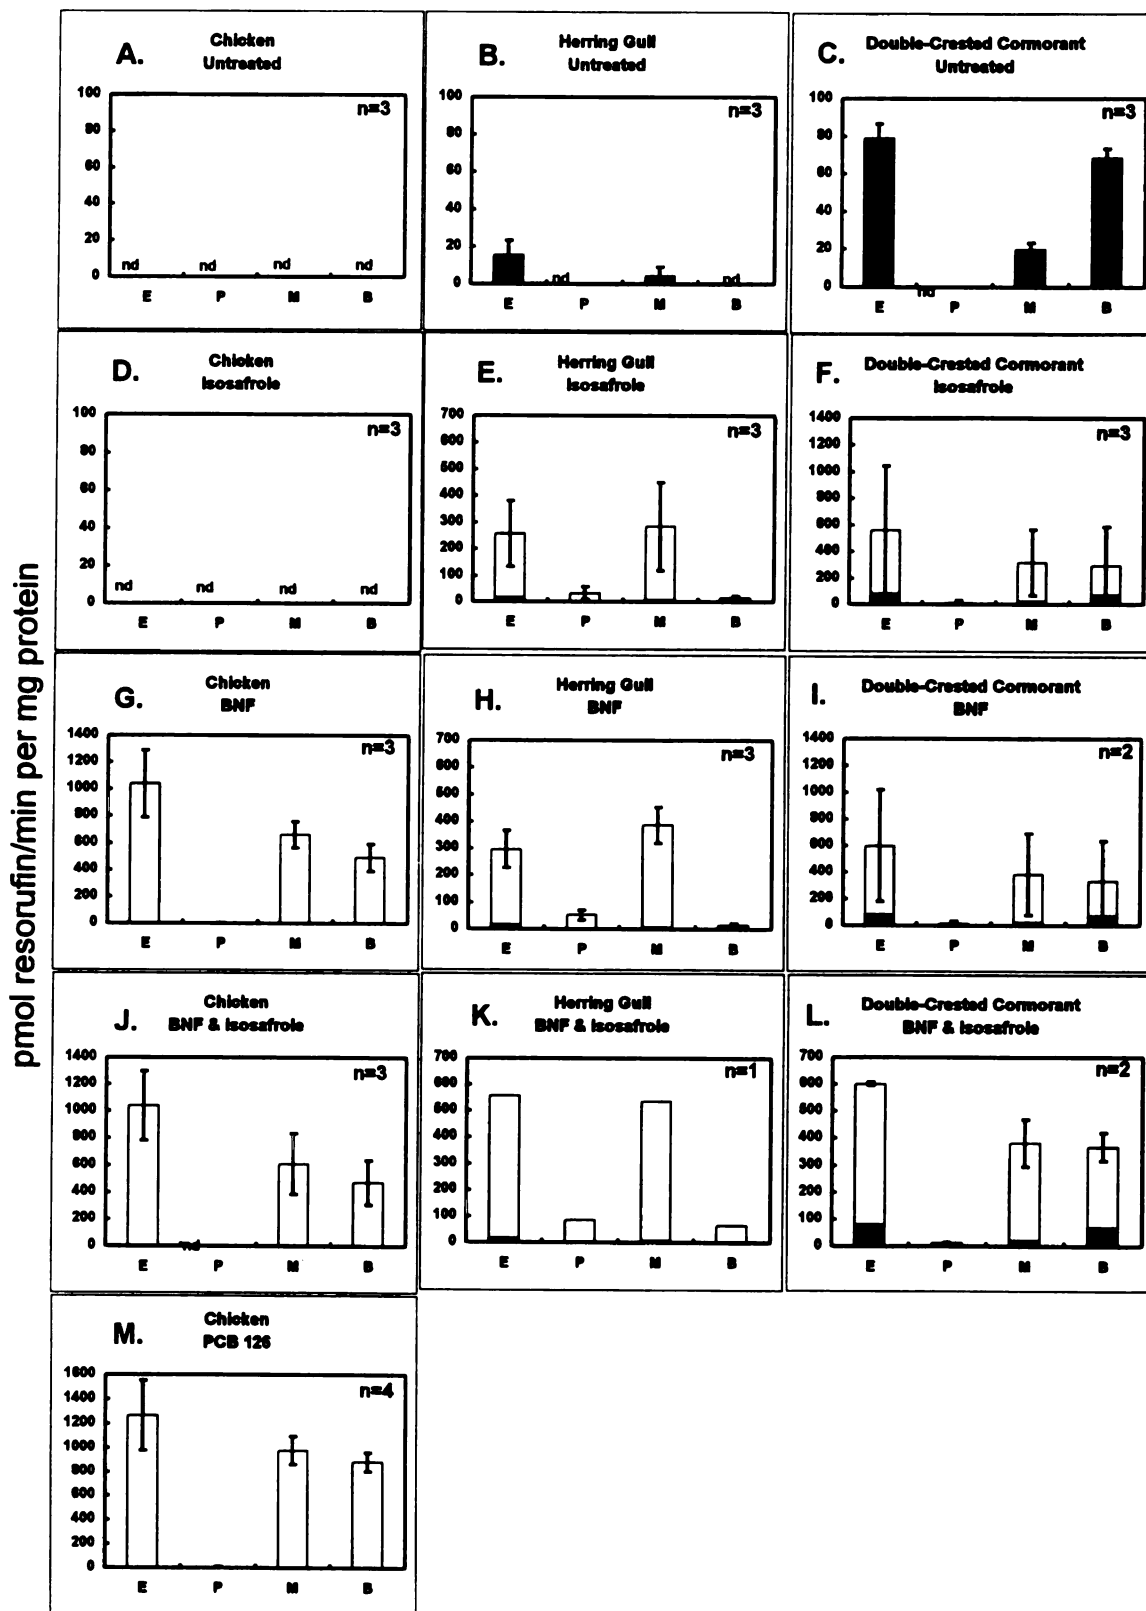 pmol resorufin/min per mg protein
A.
Chicken
Untreated
n=3
100
80
60
40
20
0
nd
nd
nd
nd
E P M B
B.
Herring Gull
Untreated
n=3
100
80
60
40
20
0
nd
nd
E P M B
C.
Double-Crested Cormorant
Untreated
n=3
100
80
60
40
20
0
nd
E P M B
D.
Chicken
Isosafrole
n=3
100
80
60
40
20
0
nd
nd
nd
nd
E P M B
E.
Herring Gull
Isosafrole
n=3
700
600
500
400
300
200
100
0
E P M B
F.
Double-Crested Cormorant
Isosafrole
n=3
1400
1200
1000
800
600
400
200
0
E P M B
G.
Chicken
BNF
n=3
1400
1200
1000
800
600
400
200
0
E P M B
H.
Herring Gull
BNF
n=3
700
600
500
400
300
200
100
0
E P M B
I.
Double-Crested Cormorant
BNF
n=2
1400
1200
1000
800
600
400
200
0
E P M B
J.
Chicken
BNF & Isosafrole
n=3
1400
1200
1000
800
600
400
200
0
nd
E P M B
K.
Herring Gull
BNF & Isosafrole
n=1
700
600
500
400
300
200
100
0
E P M B
L.
Double-Crested Cormorant
BNF & Isosafrole
n=2
700
600
500
400
300
200
100
0
E P M B
M.
Chicken
PCB 126
n=4
1600
1400
1200
1000
800
600
400
200
0
E P M B